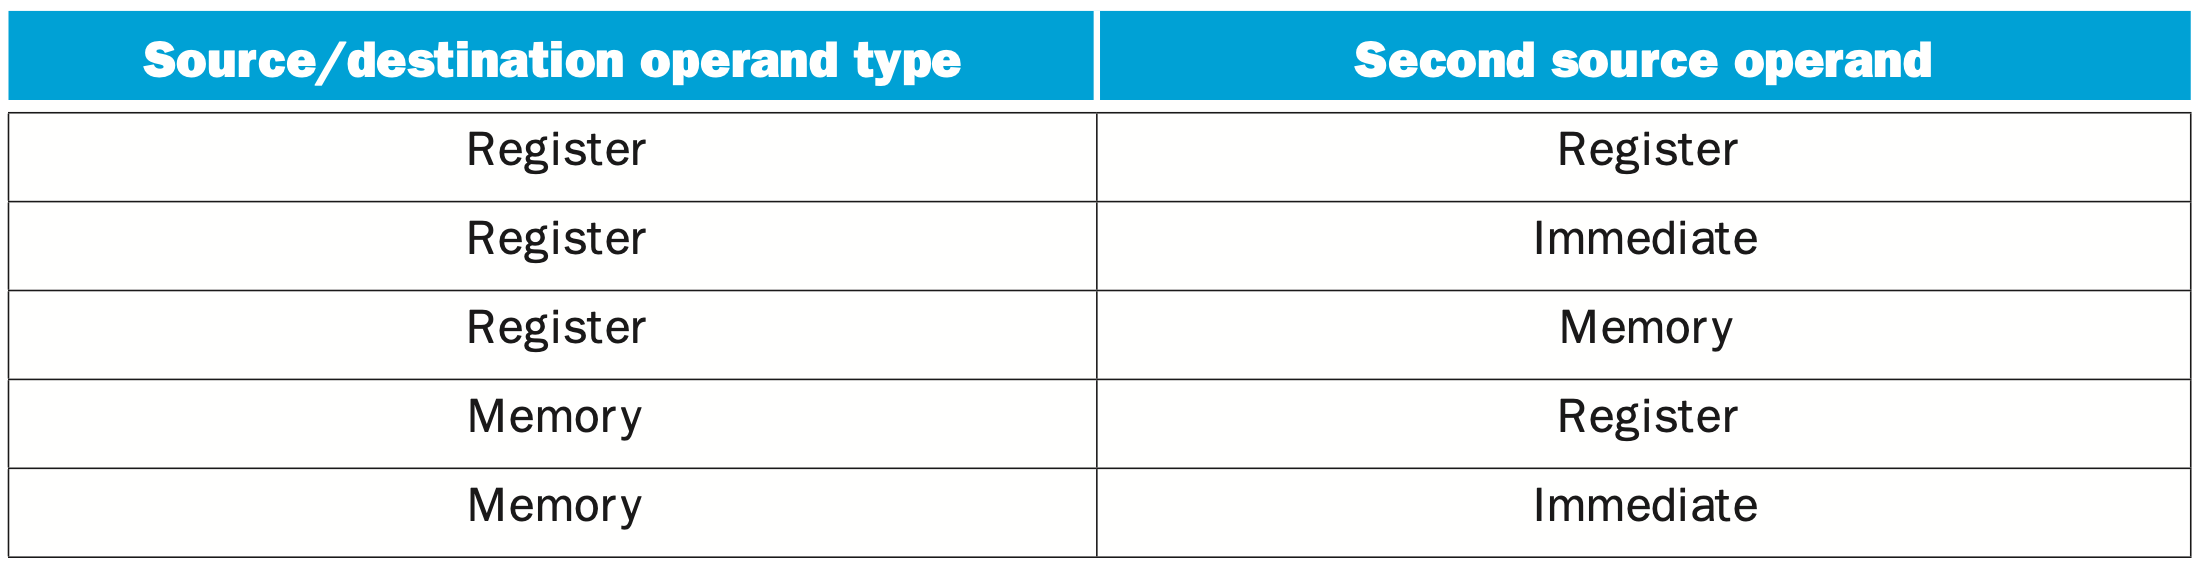 Source/destination operand type Second source operand
Register Register
Register Immediate
Register Memory
Memory Register
Memory Immediate